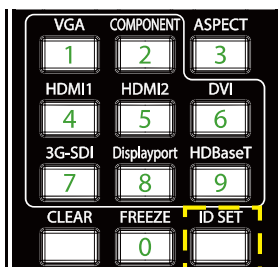 VGA COMPONENT ASPECT
1 2 3
HDMI1 HDMI2 DVI
4 5 6
3G-SDI Displayport HDBaseT
7 8 9
CLEAR FREEZE ID SET
0